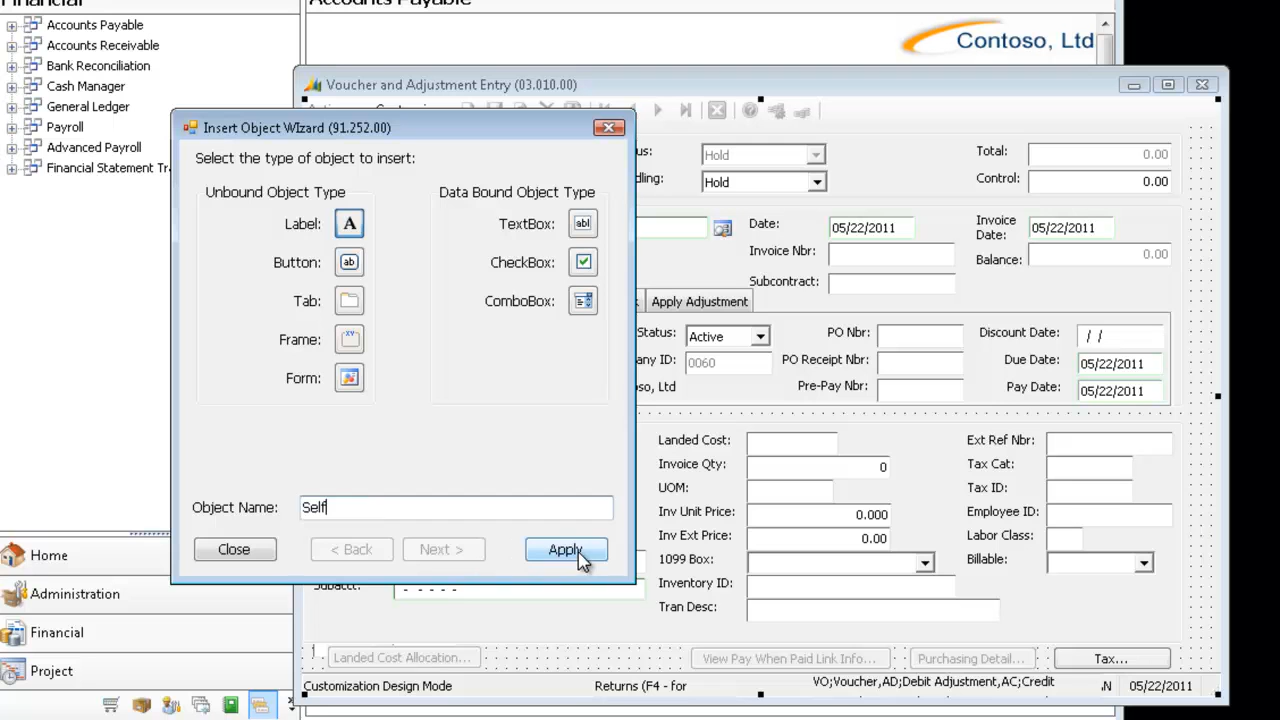 Financial
Accounts Payable
Accounts Payable
Accounts Receivable
Bank Reconciliation
Cash Manager
General Ledger
Payroll
Advanced Payroll
Financial Statement Tr
Contoso, Ltd
Voucher and Adjustment Entry (03.010.00)
Insert Object WIzard (91.252.00)
Select the type of object to insert:
Unbound Object Type
Data Bound Object Type
Label:
A
TextBox:
abl
Button:
ab
CheckBox:
Tab:
ComboBox:
Frame:
XY
Form:
Object Name: Self
Close
< Back
Next >
Apply
Hold
Total: 0.00
Hold
Control: 0.00
Date: 05/22/2011
Invoice Date: 05/22/2011
Invoice Nbr:
Balance: 0.00
Subcontract:
Apply Adjustment
Status: Active
PO Nbr:
Discount Date: / /
ny ID: 0060
PO Receipt Nbr:
Due Date: 05/22/2011
so, Ltd
Pre-Pay Nbr:
Pay Date: 05/22/2011
Landed Cost:
Ext Ref Nbr:
Invoice Qty: 0
Tax Cat:
UOM:
Tax ID:
Inv Unit Price: 0.000
Employee ID:
Inv Ext Price: 0.00
Labor Class:
1099 Box:
Billable:
Inventory ID:
Subacct: - - - - -
Tran Desc:
Landed Cost Allocation...
View Pay When Paid Link Info...
Purchasing Detail...
Tax...
Customization Design Mode
Returns (F4 - for
VO;Voucher,AD;Debit Adjustment,AC;Credit
05/22/2011
Home
Administration
Financial
Project